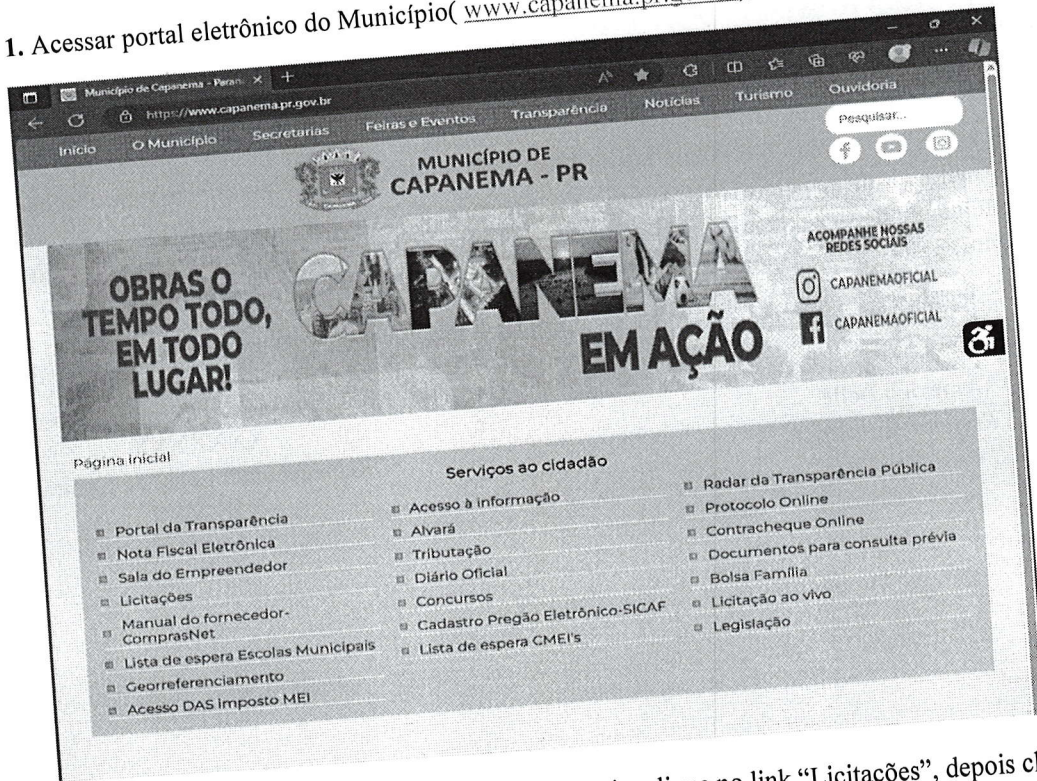 1. Acessar portal eletrônico do Município( www.capanema.pr.
Município de Capanema - Paran
https://www.capanema.pr.gov.br
Início O Município Secretarias Feiras e Eventos Transparência Notícias Turismo Ouvidoria
Pesquisar...
MUNICÍPIO DE
CAPANEMA - PR
OBRAS O
TEMPO TODO,
EM TODO
LUGAR!
CAPANEMA
EM AÇÃO
ACOMPANHE NOSSAS
REDES SOCIAIS
CAPANEMAOFICIAL
CAPANEMAOFICIAL
Página inicial
Serviços ao cidadão
Portal da Transparência
Nota Fiscal Eletrônica
Sala do Empreendedor
Licitações
Manual do fornecedor-
ComprasNet
Lista de espera Escolas Municipais
Georreferenciamento
Acesso DAS imposto MEI
Acesso à informação
Alvará
Tributação
Diário Oficial
Concursos
Cadastro Pregão Eletrônico-SICAF
Lista de espera CMEI's
Radar da Transparência Pública
Protocolo Online
Contracheque Online
Documentos para consulta prévia
Bolsa Família
Licitação ao vivo
Legislação
no link “Licitações”, depois cl